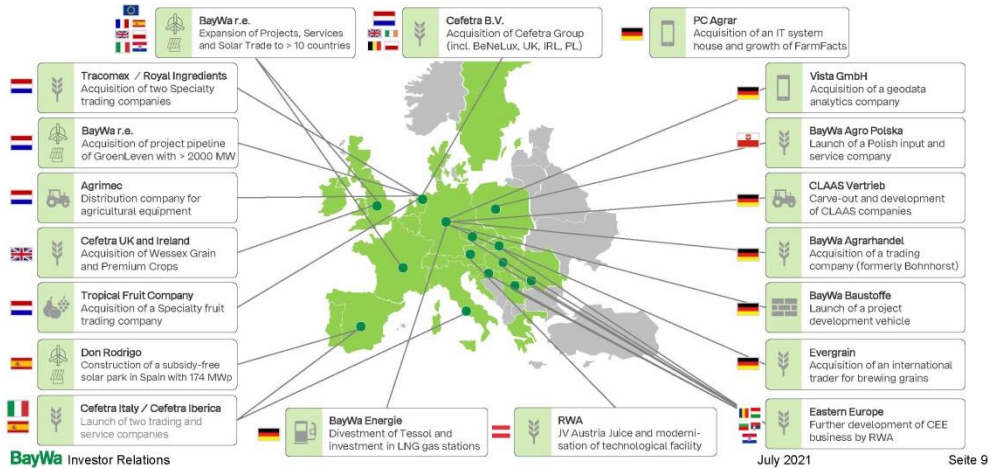 BayWa r.e.
Expansion of Projects, Services
and Solar Trade to > 10 countries
Cefetra B.V.
Acquisition of Cefetra Group
(incl. BeNeLux, UK, IRL, PL)
PC Agrar
Acquisition of an IT system
house and growth of FarmFacts
Tracomex / Royal Ingredients
Acquisition of two Specialty
trading companies
BayWa r.e.
Acquisition of project pipeline
of GroenLeven with > 2000 MW
Agrimec
Distribution company for
agricultural equipment
Cefetra UK and Ireland
Acquisition of Wessex Grain
and Premium Crops
Tropical Fruit Company
Acquisition of a Specialty fruit
trading company
Don Rodrigo
Construction of a subsidy-free
solar park in Spain with 174 MWp
Cefetra Italy / Cefetra Iberica
Launch of two trading and
service companies
BayWa Energie
Divestment of Tessol and
investment in LNG gas stations
RWA
JV Austria Juice and moderni-
sation of technological facility
Vista GmbH
Acquisition of a geodata
analytics company
BayWa Agro Polska
Launch of a Polish input and
service company
CLAAS Vertrieb
Carve-out and development
of CLAAS companies
BayWa Agrarhandel
Acquisition of a trading
company (formerly Bohnhorst)
BayWa Baustoffe
Launch of a project
development vehicle
Evergrain
Acquisition of an international
trader for brewing grains
Eastern Europe
Further development of CEE
business by RWA
BayWa Investor Relations
July 2021
Seite 9